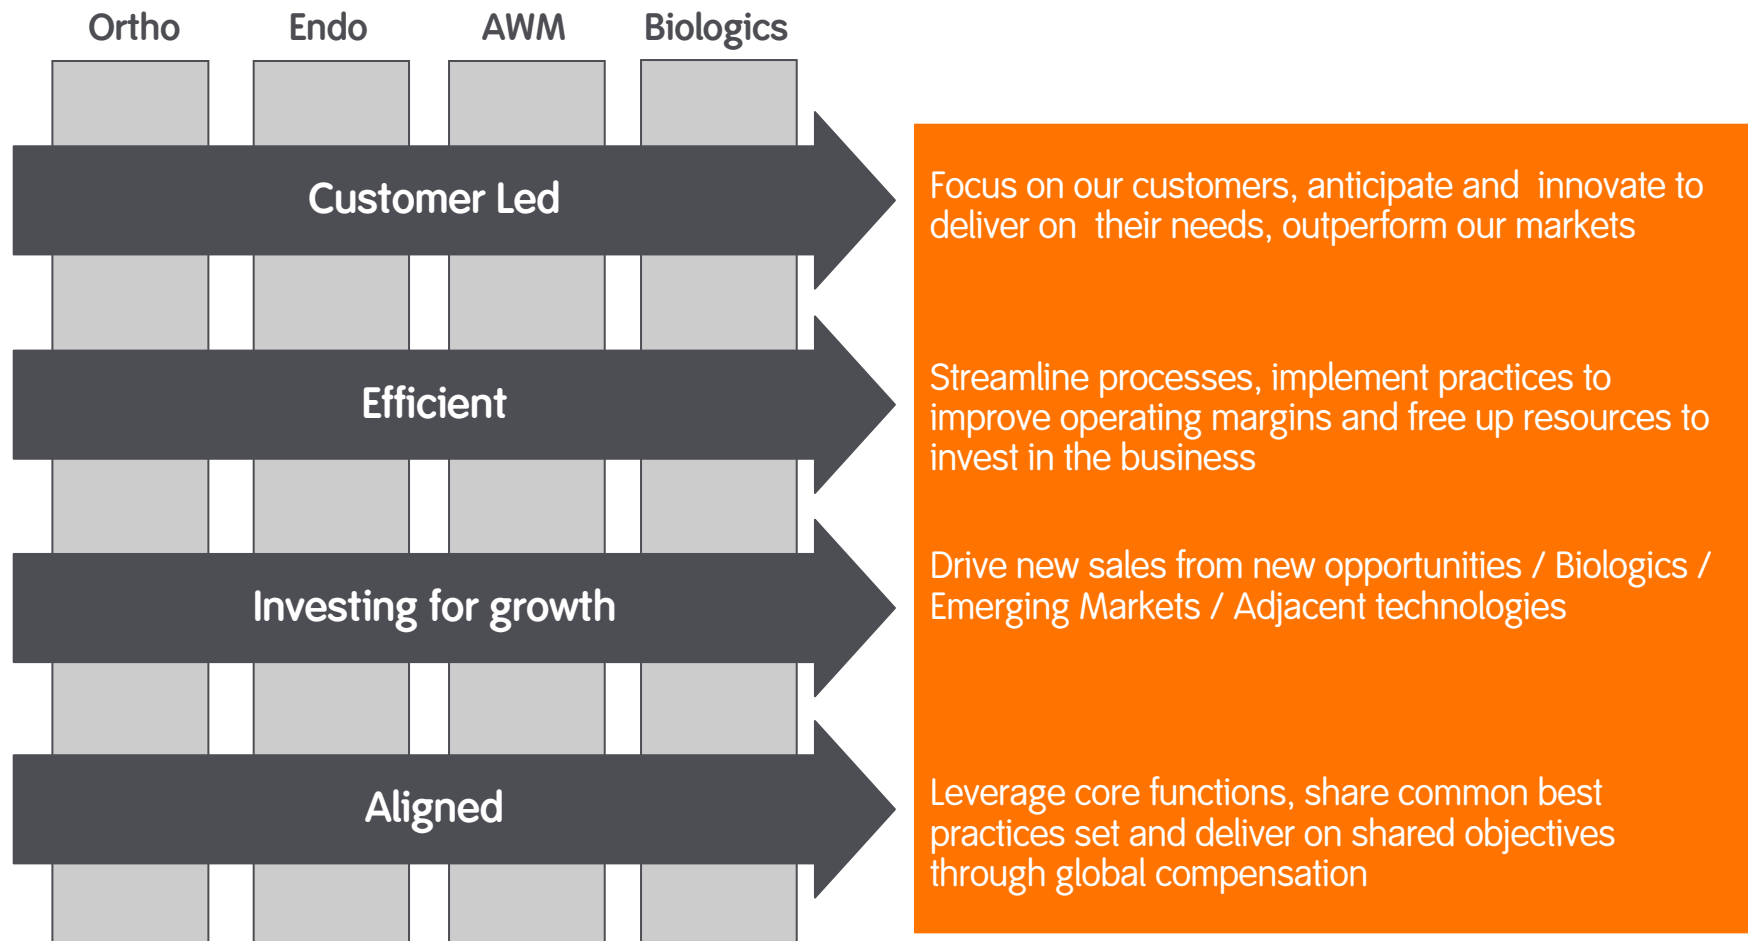 Ortho Endo AWM Biologics
Customer Led
Focus on our customers, anticipate and  innovate to
deliver on  their needs, outperform our markets
Efficient
Streamline processes, implement practices to
improve operating margins and free up resources to
invest in the business
Investing for growth
Drive new sales from new opportunities / Biologics /
Emerging Markets / Adjacent technologies
Aligned
Leverage core functions, share common best
practices set and deliver on shared objectives
through global compensation